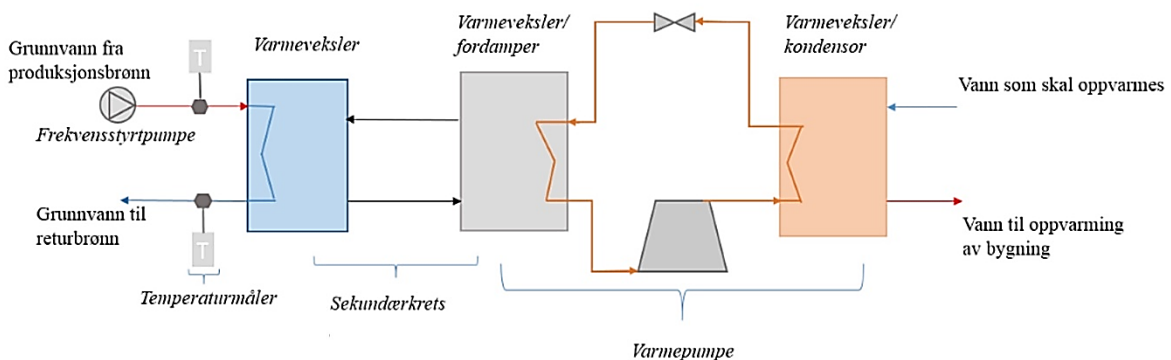 Varmeveksler/
fordamper
Varmeveksler/
kondensor
Varmeveksler
Grunnvann fra
produksjonsbrønn
T
Vann som skal oppvarmes
Frekvensstyrtpumpe
Grunnvann til
returbrønn
T
Vann til oppvarming
av bygning
Temperaturmåler
Sekundærkrets
Varmepumpe